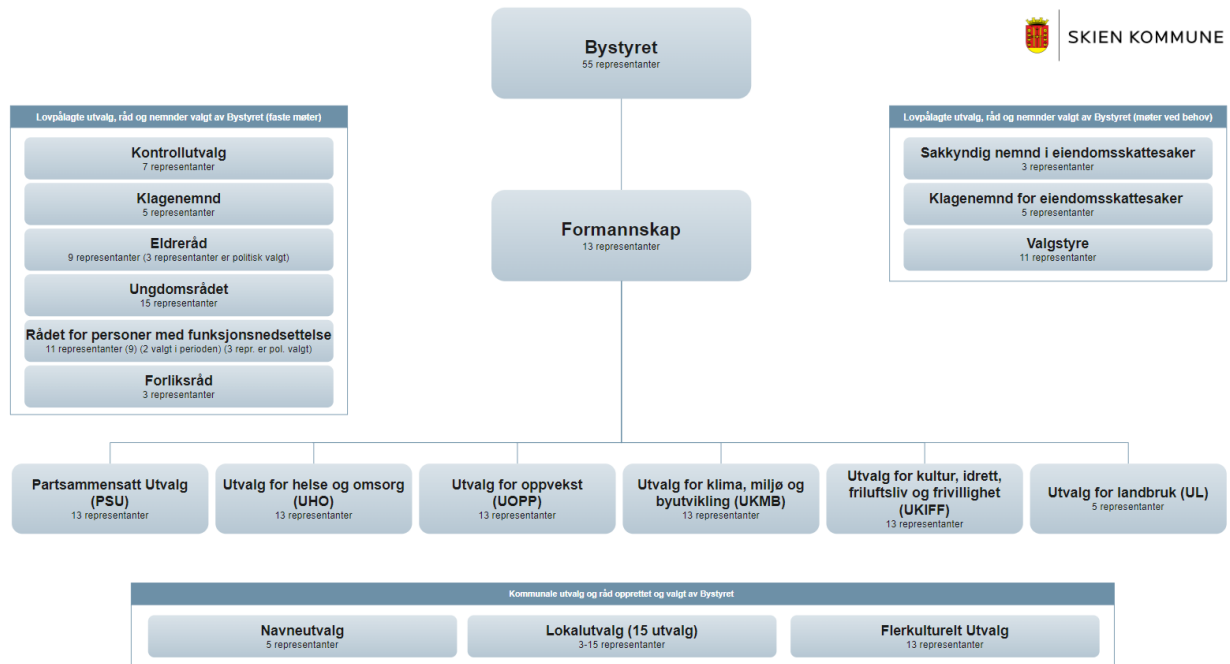 Bystyret
55 representanter
SKIEN KOMMUNE
Lovpålagte utvalg, råd og nemnder valgt av Bystyret (faste møter)
Kontrollutvalg
7 representanter
Klagenemnd
5 representanter
Eldreråd
9 representanter (3 representanter er politisk valgt)
Ungdomsrådet
15 representanter
Rådet for personer med funksjonsnedsettelse
11 representanter (9) (2 valgt i perioden) (3 repr. er pol. valgt)
Forliksråd
3 representanter
Formannskap
13 representanter
Lovpålagte utvalg, råd og nemnder valgt av Bystyret (møter ved behov)
Sakkyndig nemnd i eiendomsskattesaker
3 representanter
Klagenemnd for eiendomsskattesaker
5 representanter
Valgstyre
11 representanter
Partsammensatt Utvalg
(PSU)
13 representanter
Utvalg for helse og omsorg
(UHO)
13 representanter
Utvalg for oppvekst
(UOPP)
13 representanter
Utvalg for klima, miljø og
byutvikling (UKMB)
13 representanter
Utvalg for kultur, idrett,
friluftsliv og frivillighet
(UKIFF)
13 representanter
Utvalg for landbruk (UL)
5 representanter
Kommunale utvalg og råd opprettet og valgt av Bystyret
Navneutvalg
5 representanter
Lokalutvalg (15 utvalg)
3-15 representanter
Flerkulturelt Utvalg
13 representanter